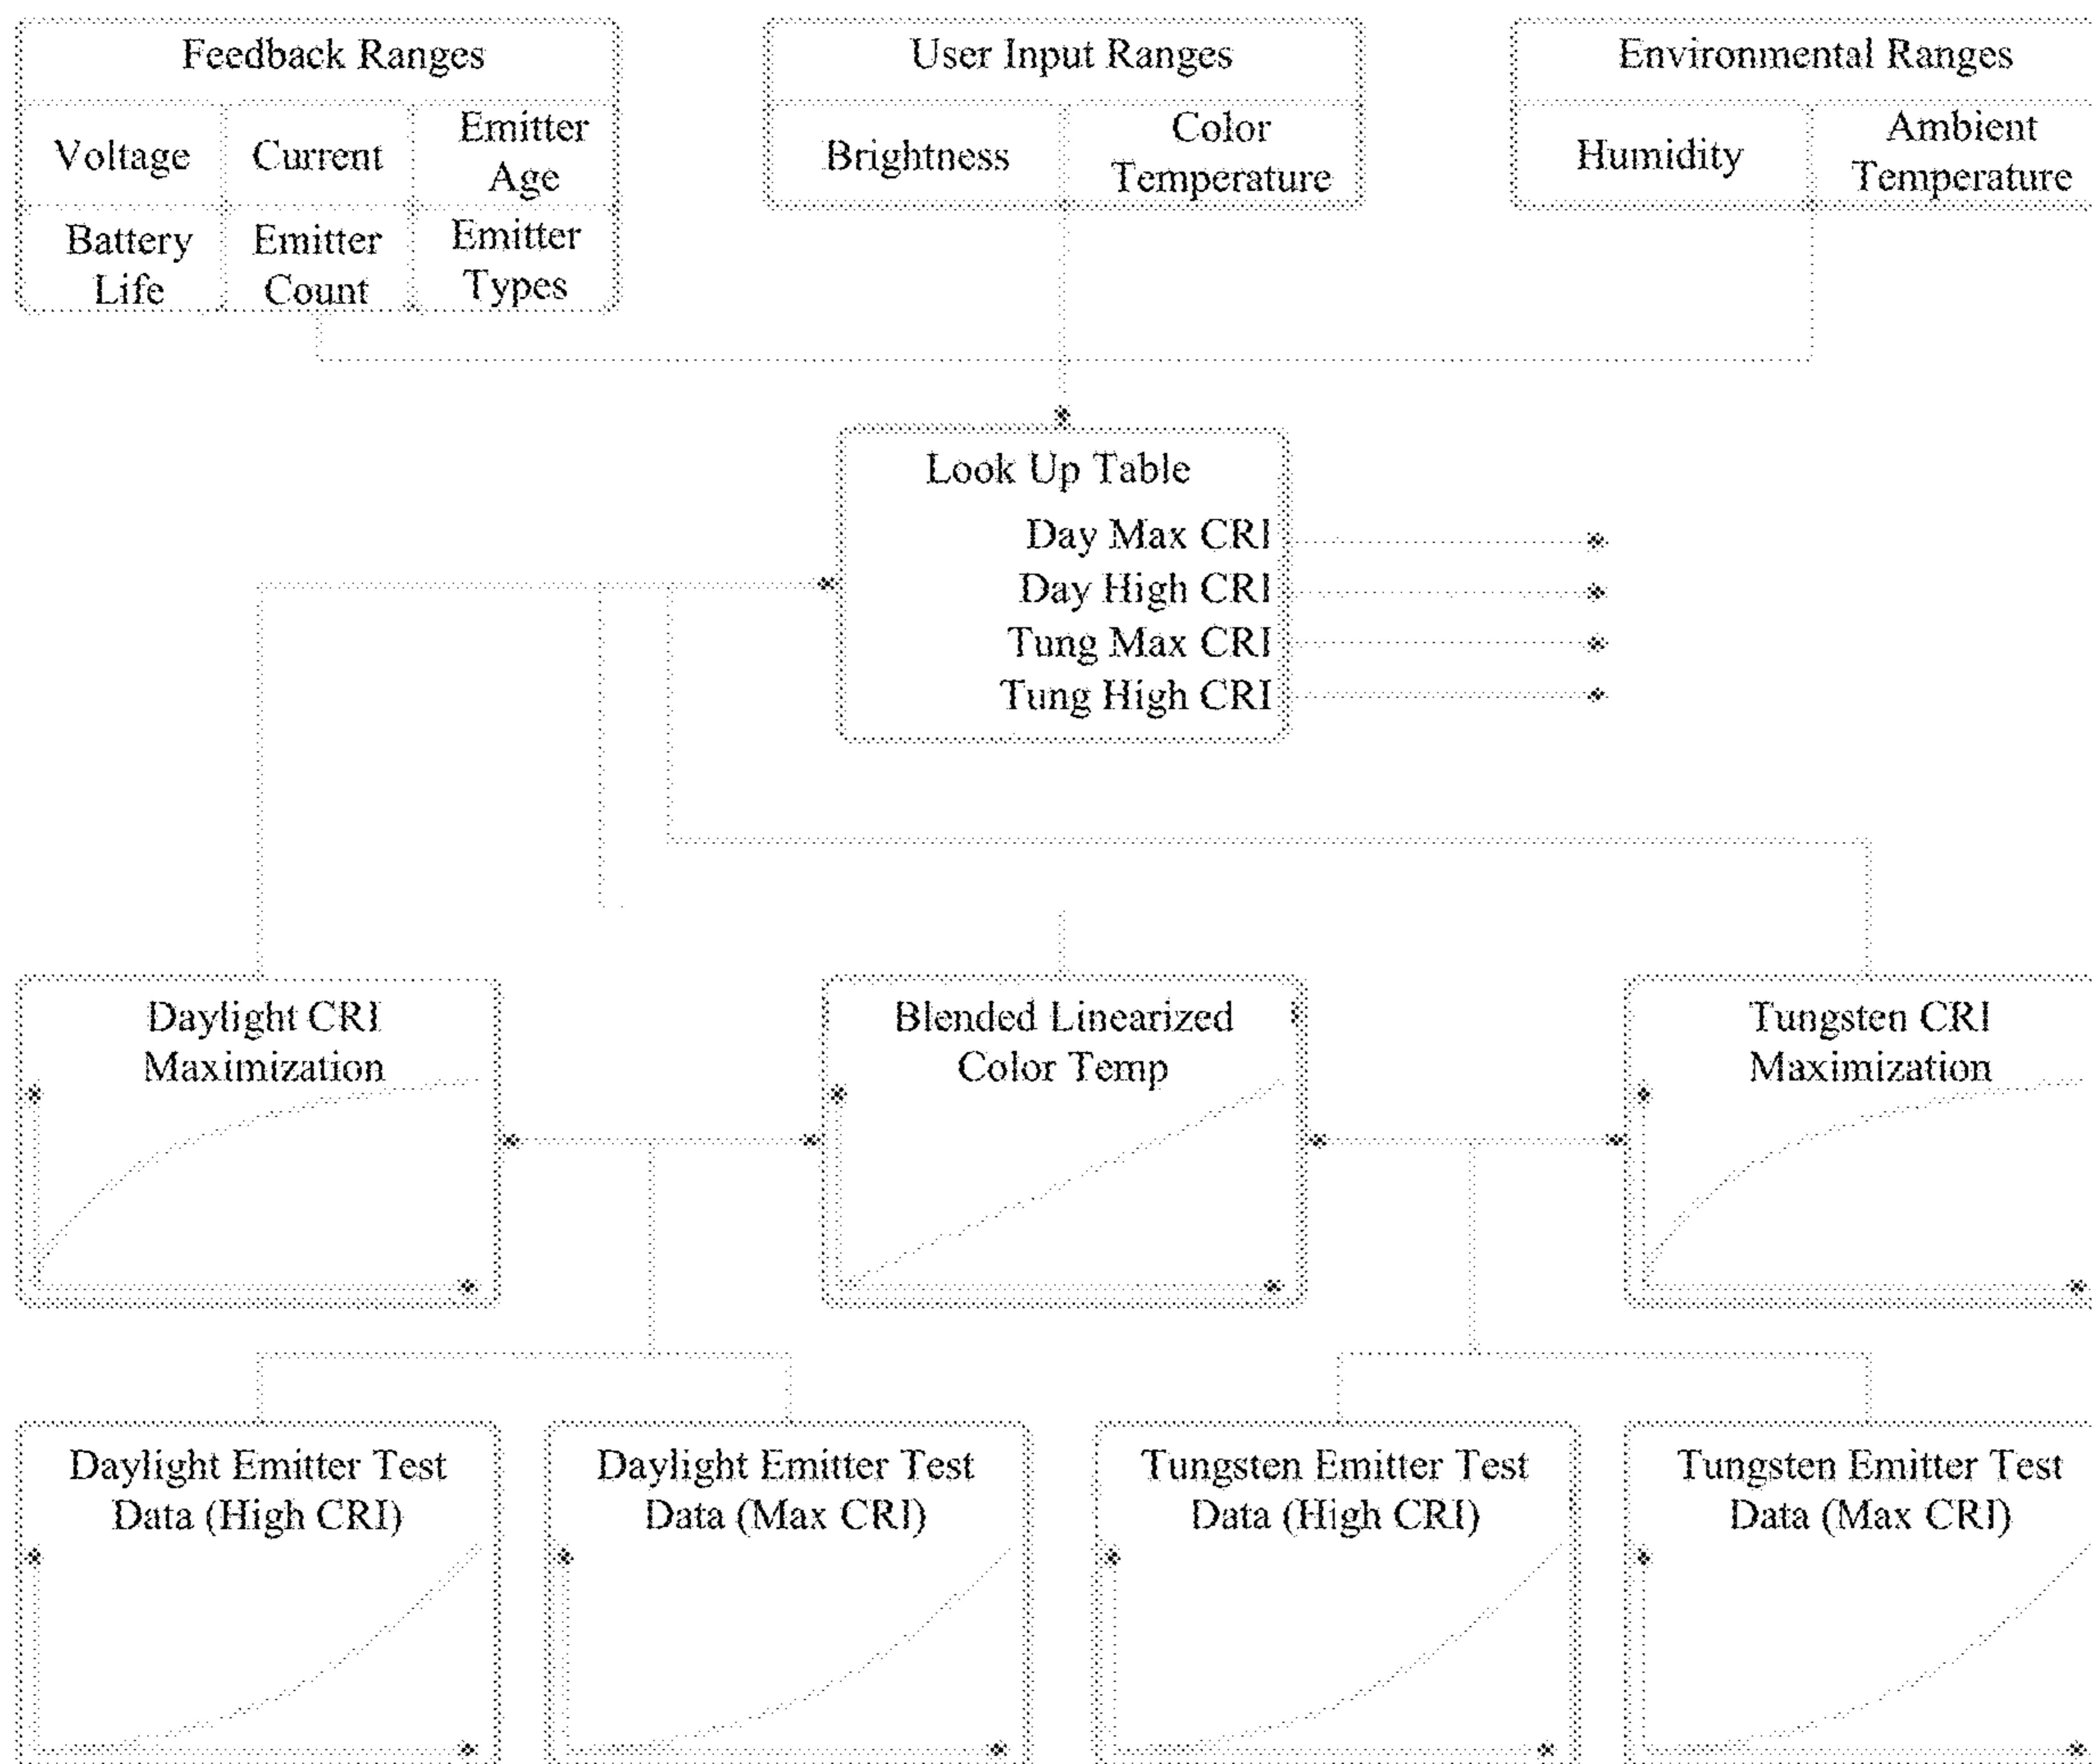 Feedback Ranges
User Input Ranges
Environmental Ranges
Voltage
Current
Emitter
Age
Battery
Life
Emitter
Count
Emitter
Types
Brightness
Color
Temperature
Humidity
Ambient
Temperature
Look Up Table
Day Max CRI
Day High CRI
Tung Max CRI
Tung High CRI
Daylight CRI
Maximization
Blended Linearized
Color Temp
Tungsten CRI
Maximization
Daylight Emitter Test
Data (High CRI)
Daylight Emitter Test
Data (Max CRI)
Tungsten Emitter Test
Data (High CRI)
Tungsten Emitter Test
Data (Max CRI)